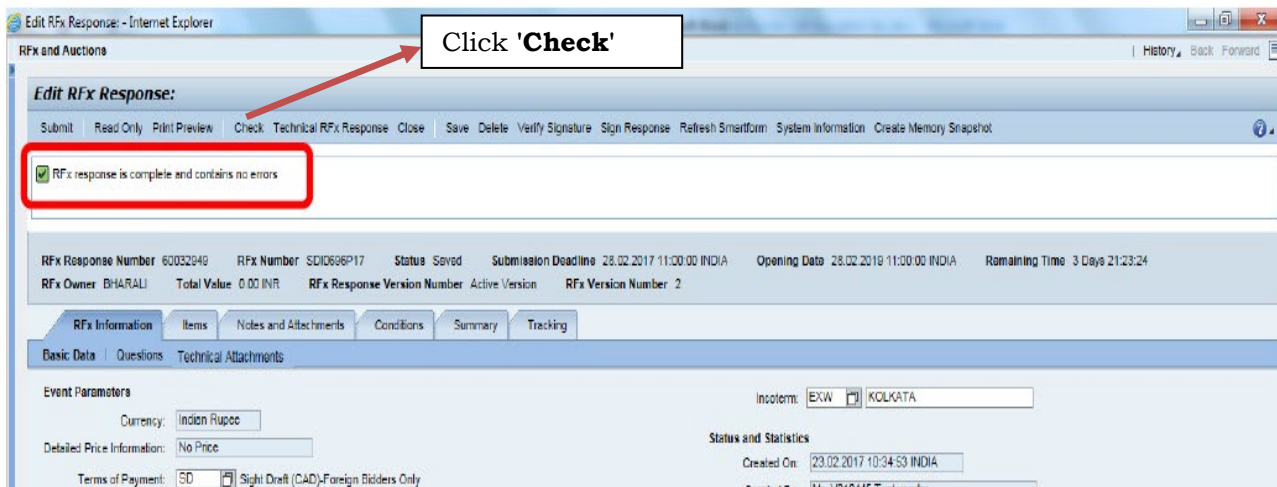 Edit RFx Response: - Internet Explorer
Click 'Check'
RFx and Auctions
History Back Forward
Edit RFx Response:
Submit Read Only Print Preview Check Technical RFx Response Close Save Delete Verify Signature Sign Response Refresh Smartform System Information Create Memory Snapshot
RFx response is complete and contains no errors
RFx Response Number 60032949 RFx Number SDI0696P17 Status Saved Submission Deadline 28.02.2017 11:00:00 INDIA Opening Date 28.02.2019 11:00:00 INDIA Remaining Time 3 Days 21:23:24
RFx Owner BHARALI Total Value 0.00 INR RFx Response Version Number Active Version RFx Version Number 2
RFx Information Items Notes and Attachments Conditions Summary Tracking
Basic Data Questions Technical Attachments
Event Parameters
Incoterm: EXW KOLKATA
Currency: Indian Rupee
Status and Statistics
Detailed Price Information: No Price
Created On: 23.02.2017 10:34:53 INDIA
Terms of Payment: SD Sight Draft (CAD)-Foreign Bidders Only